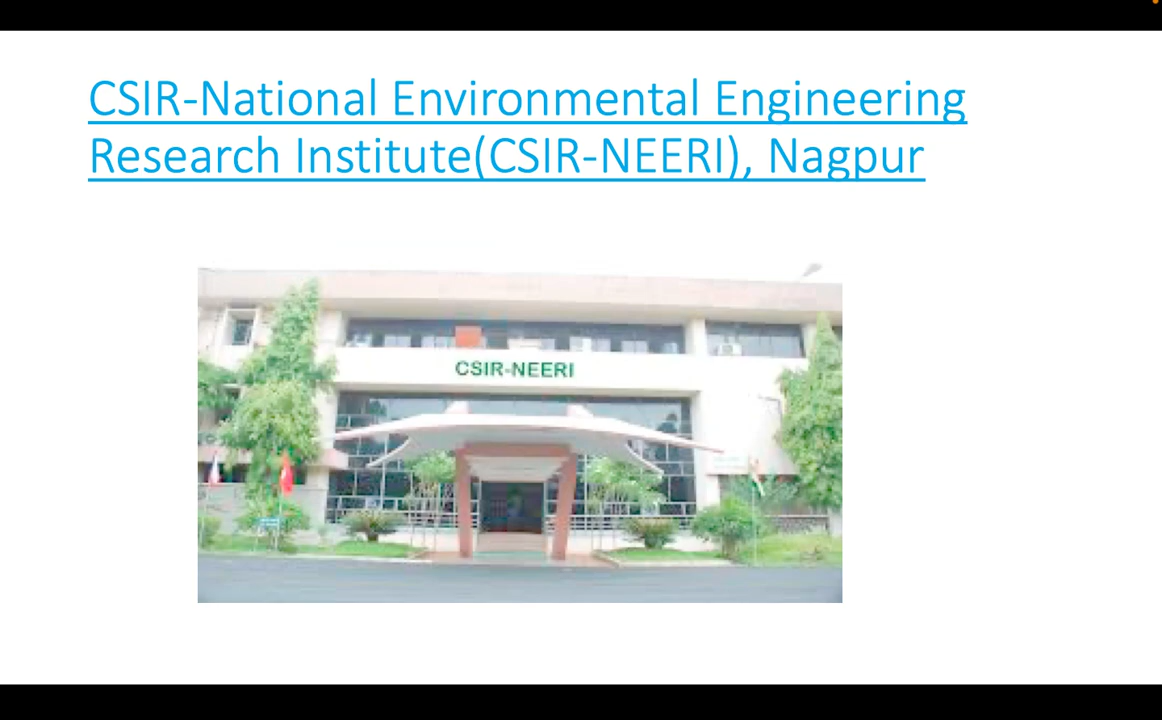 CSIR-National Environmental Engineering
Research Institute(CSIR-NEERI), Nagpur
CSIR-NEERI